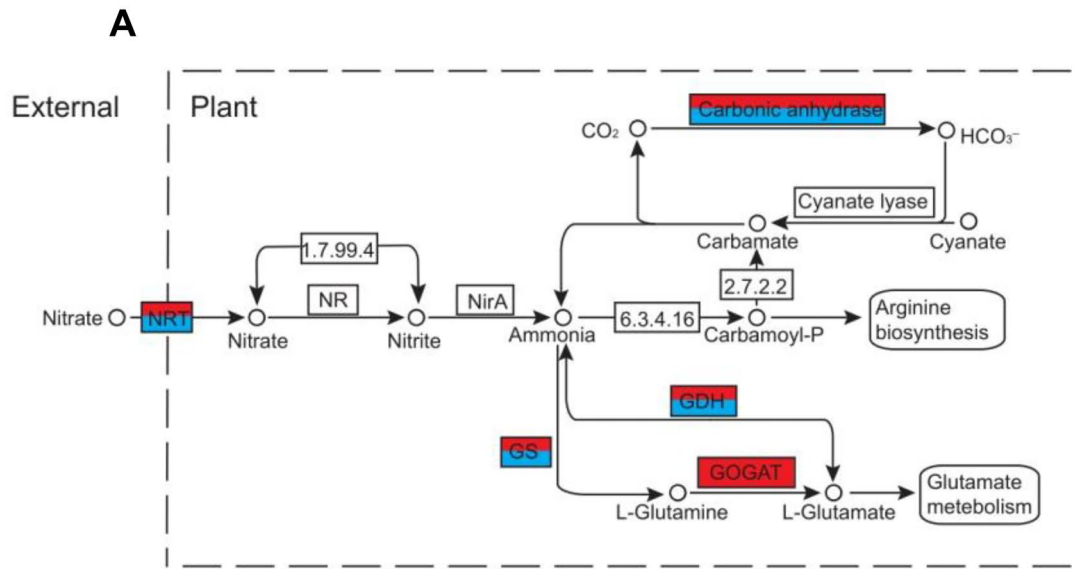 A
External
Plant
Carbonic anhydrase
CO₂
HCO₃⁻
Cyanate lyase
Carbamate
Cyanate
1.7.99.4
2.7.2.2
NR
NirA
Nitrate
NRT
6.3.4.16
Arginine
biosynthesis
Nitrate
Nitrite
Ammonia
Carbamoyl-P
GDH
GS
GOGAT
Glutamate
metebolism
L-Glutamine
L-Glutamate